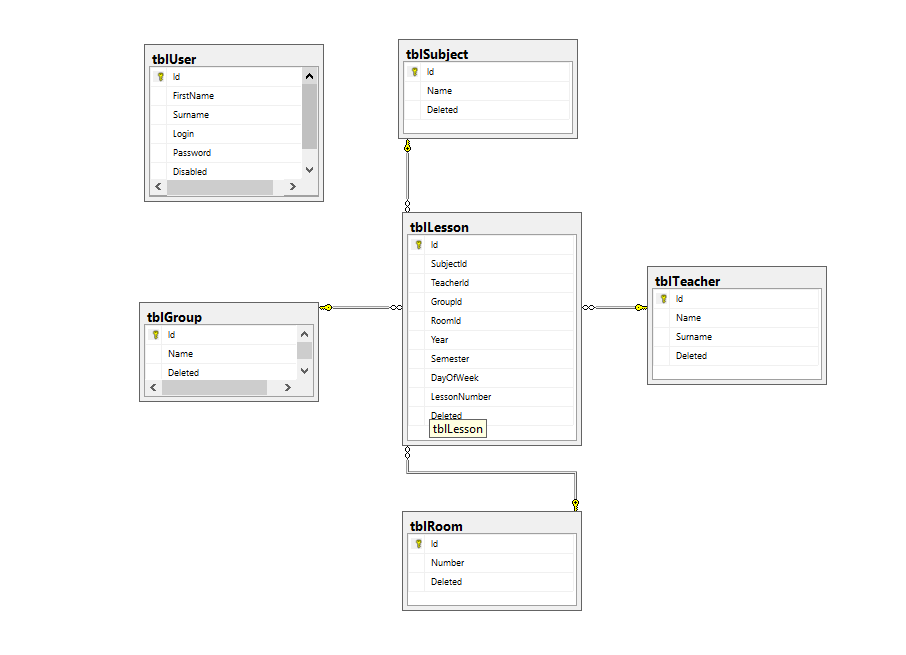 tblUser
Id
FirstName
Surname
Login
Password
Disabled
tblSubject
Id
Name
Deleted
tblLesson
Id
SubjectId
TeacherId
GroupId
RoomId
Year
Semester
DayOfWeek
LessonNumber
Deleted
tblLesson
tblGroup
Id
Name
Deleted
tblTeacher
Id
Name
Surname
Deleted
tblRoom
Id
Number
Deleted